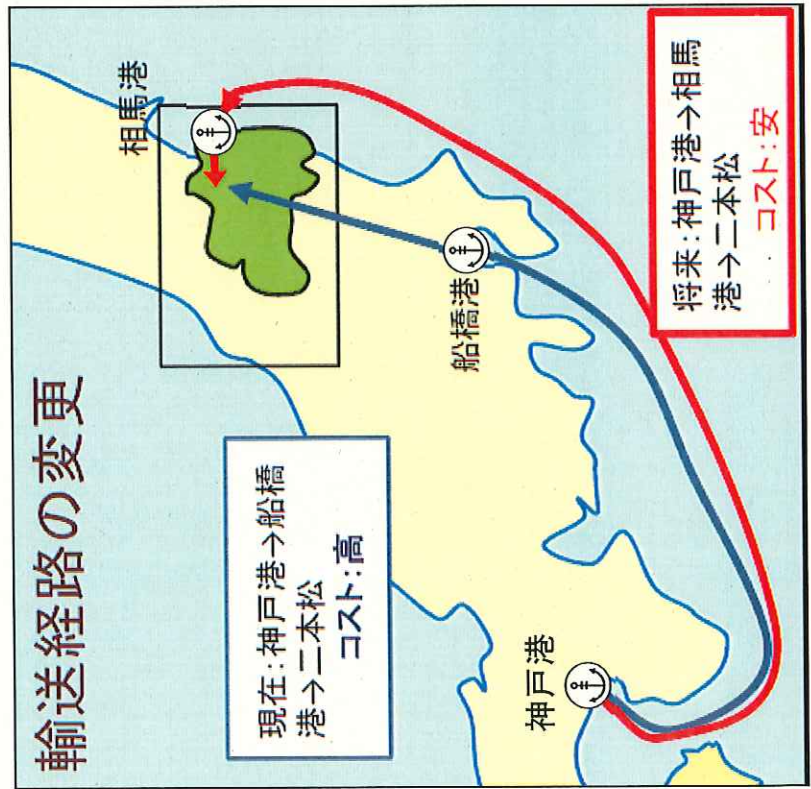 輸送経路の変更
現在：神戸港→船橋
港→二本松
コスト：高
相馬港
船橋港
神戸港
将来：神戸港→相馬
港→二本松
コスト：安